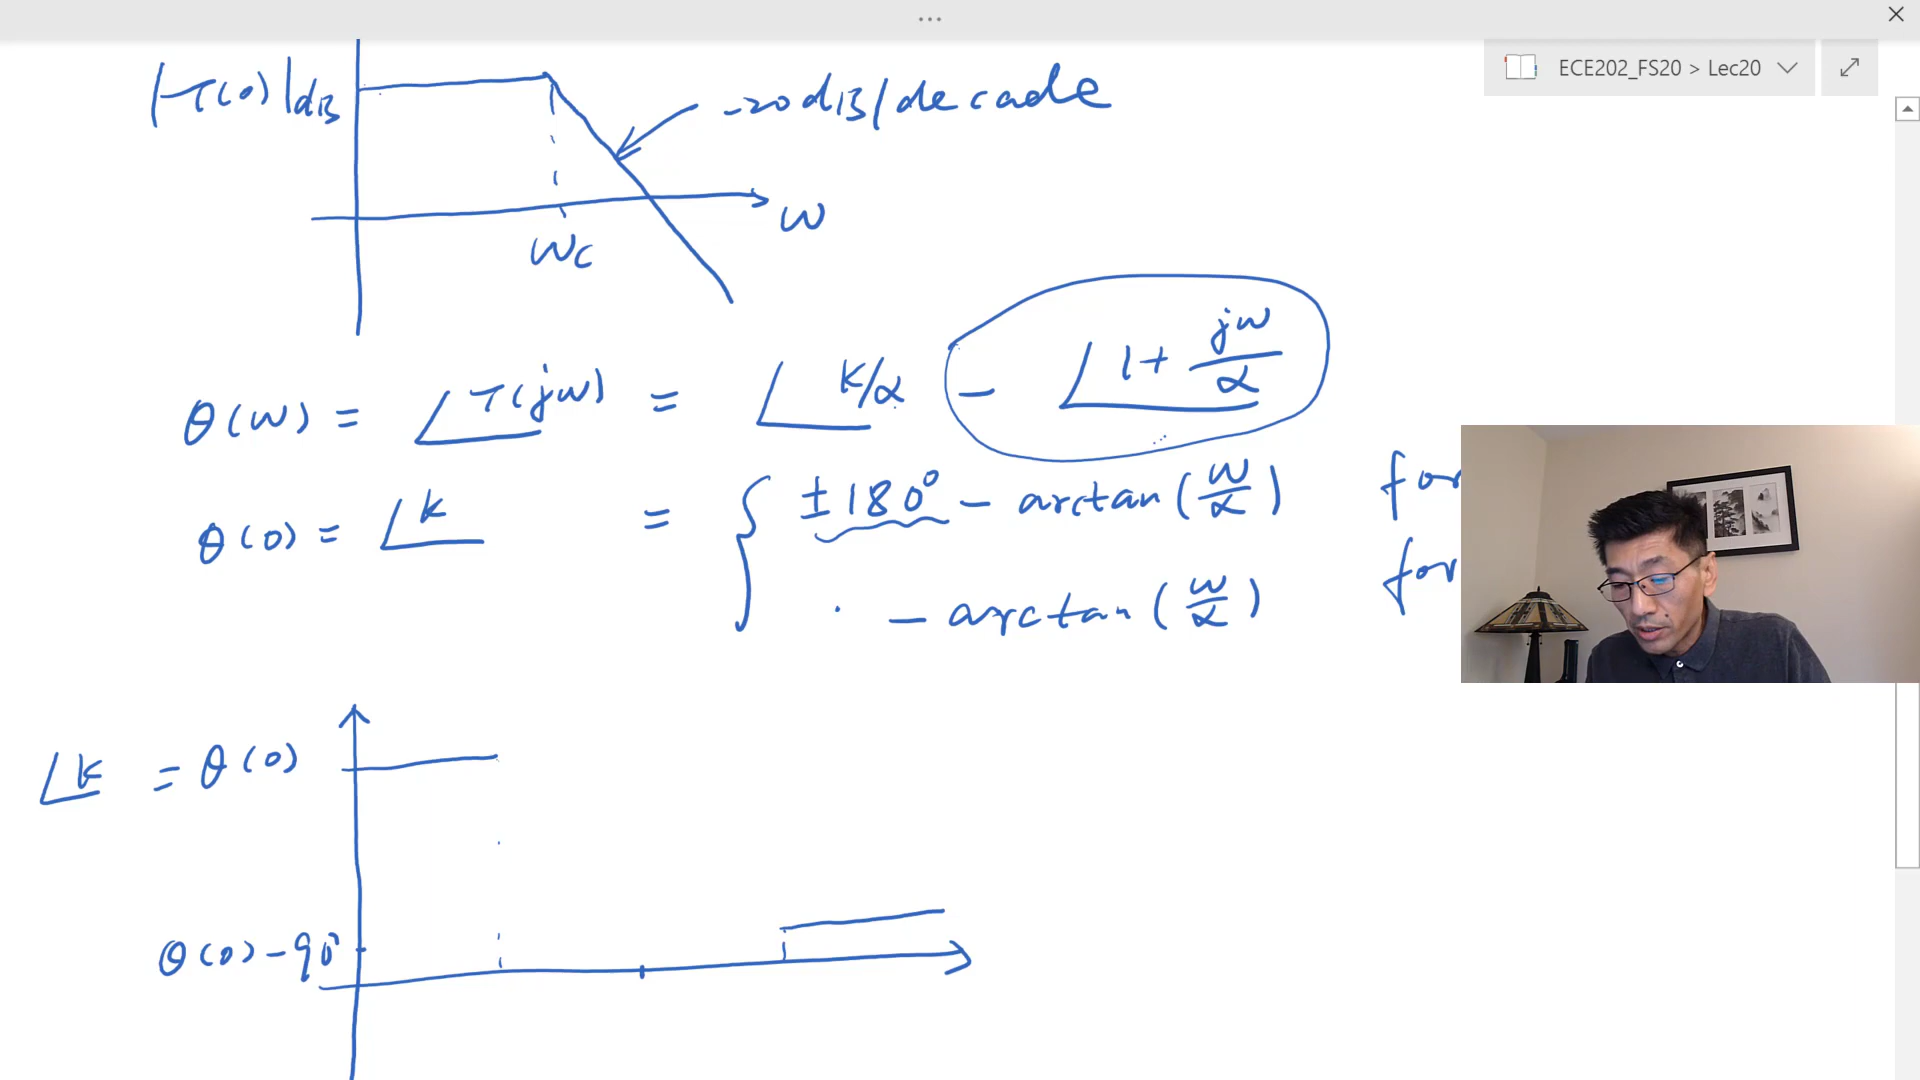 ECE202_FS20 > Lec20
|T(0)|dB
-20dB/decade
ω
ωc
θ(ω) = ∠T(jω) = ∠K/α - ∠1+jω/α
θ(0) = ∠K = { ±180° - arctan(ω/α) for
- arctan(ω/α) for
∠K = θ(0)
θ(0)-90°